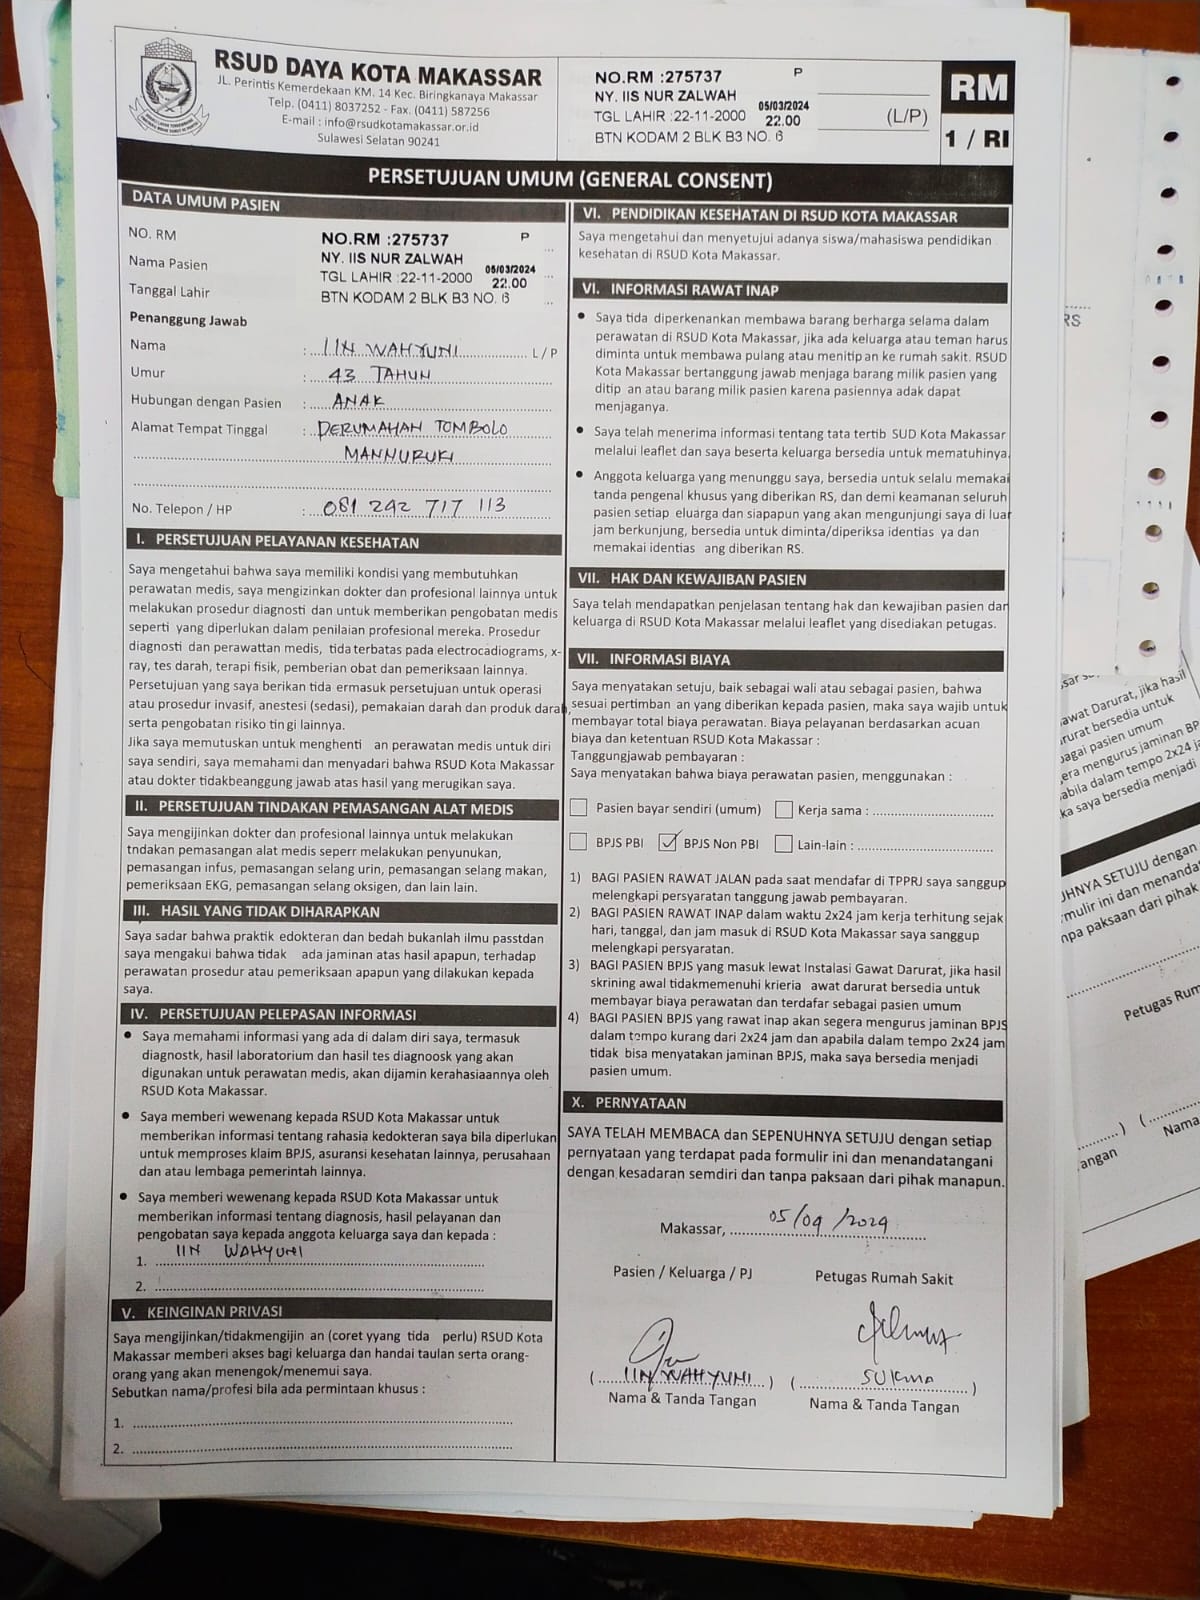 RSUD DAYA KOTA MAKASSAR
JL. Perintis Kemerdekaan KM. 14 Kec. Biringkanaya Makassar
Telp. (0411) 8037252 - Fax. (0411) 587256
E-mail : info@rsudkotamakassar.or.id
Sulawesi Selatan 90241
NO.RM :275737 P
NY. IIS NUR ZALWAH
TGL LAHIR :22-11-2000 05/03/2024 22.00
BTN KODAM 2 BLK B3 NO. 6
(L/P)
RM
1 / RI
PERSETUJUAN UMUM (GENERAL CONSENT)
DATA UMUM PASIEN
NO. RM
Nama Pasien
Tanggal Lahir
NO.RM :275737 P
NY. IIS NUR ZALWAH
TGL LAHIR :22-11-2000 05/03/2024 22.00
BTN KODAM 2 BLK B3 NO. 6
Penanggung Jawab
Nama : IIN WAHYUNI L / P
Umur : 43 TAHUN
Hubungan dengan Pasien : ANAK
Alamat Tempat Tinggal : PERUMAHAN TOMBOLO
MANNURUKI
No. Telepon / HP : 081 292 717 113
I. PERSETUJUAN PELAYANAN KESEHATAN
Saya mengetahui bahwa saya memiliki kondisi yang membutuhkan
perawatan medis, saya mengizinkan dokter dan profesional lainnya untuk
melakukan prosedur diagnosti dan untuk memberikan pengobatan medis
seperti yang diperlukan dalam penilaian profesional mereka. Prosedur
diagnosti dan perawattan medis, tida terbatas pada electrocadiograms, x-
ray, tes darah, terapi fisik, pemberian obat dan pemeriksaan lainnya.
Persetujuan yang saya berikan tida ermasuk persetujuan untuk operasi
atau prosedur invasif, anestesi (sedasi), pemakaian darah dan produk darah,
serta pengobatan risiko tin gi lainnya.
Jika saya memutuskan untuk menghenti an perawatan medis untuk diri
saya sendiri, saya memahami dan menyadari bahwa RSUD Kota Makassar
atau dokter tidakbeanggung jawab atas hasil yang merugikan saya.
II. PERSETUJUAN TINDAKAN PEMASANGAN ALAT MEDIS
Saya mengijinkan dokter dan profesional lainnya untuk melakukan
tndakan pemasangan alat medis seperr melakukan penyunukan,
pemasangan infus, pemasangan selang urin, pemasangan selang makan,
pemeriksaan EKG, pemasangan selang oksigen, dan lain lain.
III. HASIL YANG TIDAK DIHARAPKAN
Saya sadar bahwa praktik edokteran dan bedah bukanlah ilmu passtdan
saya mengakui bahwa tidak ada jaminan atas hasil apapun, terhadap
perawatan prosedur atau pemeriksaan apapun yang dilakukan kepada
saya.
IV. PERSETUJUAN PELEPASAN INFORMASI
• Saya memahami informasi yang ada di dalam diri saya, termasuk
diagnostk, hasil laboratorium dan hasil tes diagnoosk yang akan
digunakan untuk perawatan medis, akan dijamin kerahasiaannya oleh
RSUD Kota Makassar.
• Saya memberi wewenang kepada RSUD Kota Makassar untuk
memberikan informasi tentang rahasia kedokteran saya bila diperlukan
untuk memproses klaim BPJS, asuransi kesehatan lainnya, perusahaan
dan atau lembaga pemerintah lainnya.
• Saya memberi wewenang kepada RSUD Kota Makassar untuk
memberikan informasi tentang diagnosis, hasil pelayanan dan
pengobatan saya kepada anggota keluarga saya dan kepada :
1. IIN WAHYUNI
2.
V. KEINGINAN PRIVASI
Saya mengijinkan/tidakmengijin an (coret yyang tida perlu) RSUD Kota
Makassar memberi akses bagi keluarga dan handai taulan serta orang-
orang yang akan menengok/menemui saya.
Sebutkan nama/profesi bila ada permintaan khusus :
1.
2.
VI. PENDIDIKAN KESEHATAN DI RSUD KOTA MAKASSAR
Saya mengetahui dan menyetujui adanya siswa/mahasiswa pendidikan
kesehatan di RSUD Kota Makassar.
VI. INFORMASI RAWAT INAP
• Saya tida diperkenankan membawa barang berharga selama dalam
perawatan di RSUD Kota Makassar, jika ada keluarga atau teman harus
diminta untuk membawa pulang atau menitip an ke rumah sakit. RSUD
Kota Makassar bertanggung jawab menjaga barang milik pasien yang
ditip an atau barang milik pasien karena pasiennya adak dapat
menjaganya.
• Saya telah menerima informasi tentang tata tertib SUD Kota Makassar
melalui leaflet dan saya beserta keluarga bersedia untuk mematuhinya.
• Anggota keluarga yang menunggu saya, bersedia untuk selalu memakai
tanda pengenal khusus yang diberikan RS, dan demi keamanan seluruh
pasien setiap eluarga dan siapapun yang akan mengunjungi saya di luar
jam berkunjung, bersedia untuk diminta/diperiksa identias ya dan
memakai identias ang diberikan RS.
VII. HAK DAN KEWAJIBAN PASIEN
Saya telah mendapatkan penjelasan tentang hak dan kewajiban pasien dan
keluarga di RSUD Kota Makassar melalui leaflet yang disediakan petugas.
VII. INFORMASI BIAYA
Saya menyatakan setuju, baik sebagai wali atau sebagai pasien, bahwa
sesuai pertimban an yang diberikan kepada pasien, maka saya wajib untuk
membayar total biaya perawatan. Biaya pelayanan berdasarkan acuan
biaya dan ketentuan RSUD Kota Makassar :
Tanggungjawab pembayaran :
Saya menyatakan bahwa biaya perawatan pasien, menggunakan :
Pasien bayar sendiri (umum) Kerja sama :
BPJS PBI ✓ BPJS Non PBI Lain-lain :
1) BAGI PASIEN RAWAT JALAN pada saat mendafar di TPPRJ saya sanggup
melengkapi persyaratan tanggung jawab pembayaran.
2) BAGI PASIEN RAWAT INAP dalam waktu 2x24 jam kerja terhitung sejak
hari, tanggal, dan jam masuk di RSUD Kota Makassar saya sanggup
melengkapi persyaratan.
3) BAGI PASIEN BPJS yang masuk lewat Instalasi Gawat Darurat, jika hasil
skrining awal tidakmemenuhi krieria awat darurat bersedia untuk
membayar biaya perawatan dan terdafar sebagai pasien umum
4) BAGI PASIEN BPJS yang rawat inap akan segera mengurus jaminan BPJS
dalam tempo kurang dari 2x24 jam dan apabila dalam tempo 2x24 jam
tidak bisa menyatakan jaminan BPJS, maka saya bersedia menjadi
pasien umum.
X. PERNYATAAN
SAYA TELAH MEMBACA dan SEPENUHNYA SETUJU dengan setiap
pernyataan yang terdapat pada formulir ini dan menandatangani
dengan kesadaran semdiri dan tanpa paksaan dari pihak manapun.
Makassar, 05/09/2029
Pasien / Keluarga / PJ Petugas Rumah Sakit
( IIN WAHYUNI ) ( SUKMA )
Nama & Tanda Tangan Nama & Tanda Tangan
RS
awat Darurat, jika hasil
rurat bersedia untuk
bagai pasien umum
gera mengurus jaminan BP
abila dalam tempo 2x24 ja
ka saya bersedia menjadi
UHNYA SETUJU dengan
mulir ini dan menanda
npa paksaan dari pihak
Petugas Rum
) (
angan Nama